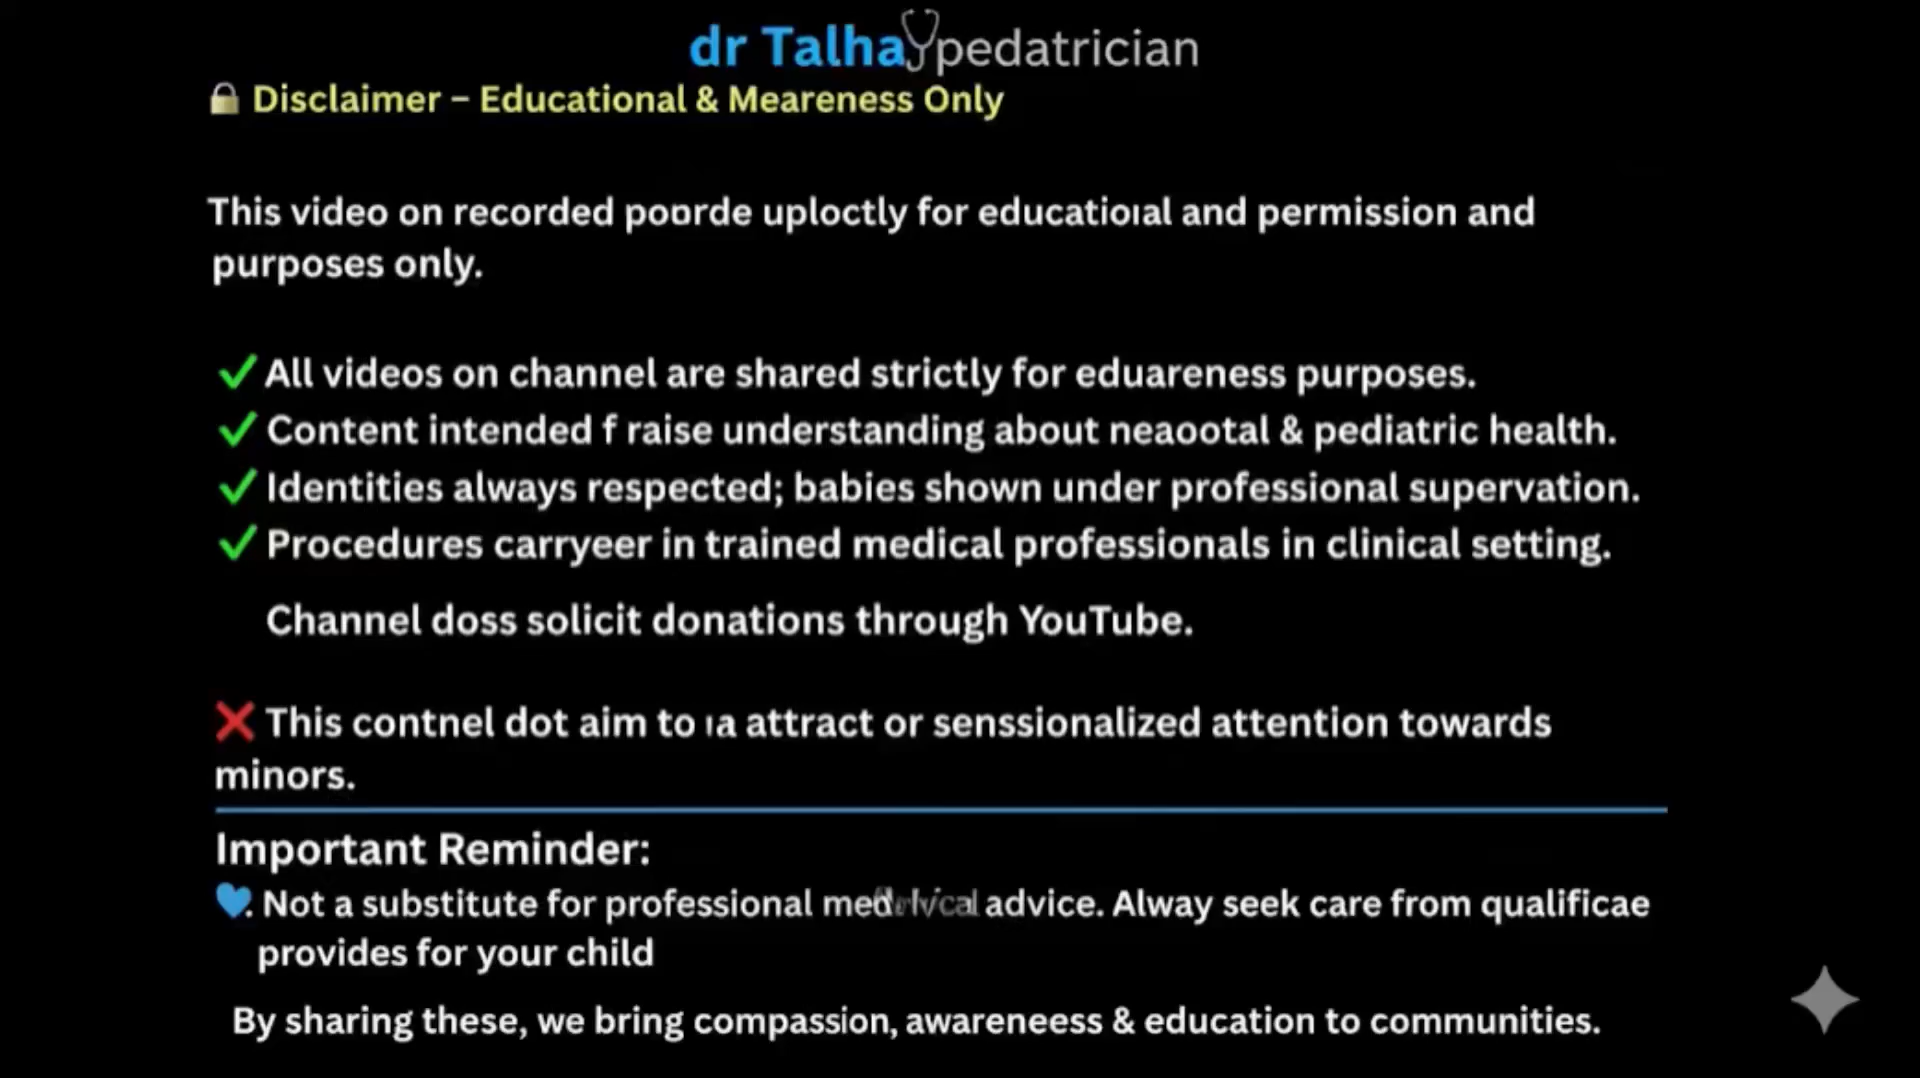 dr Talha pedatrician
Disclaimer – Educational & Meareness Only
This video on recorded poorde uploctly for educatioıal and permission and
purposes only.
All videos on channel are shared strictly for eduareness purposes.
Content intended f raise understanding about neaootal & pediatric health.
Identities always respected; babies shown under professional supervation.
Procedures carryeer in trained medical professionals in clinical setting.
Channel doss solicit donations through YouTube.
This contnel dot aim to ıa attract or senssionalized attention towards
minors.
Important Reminder:
Not a substitute for professional advice. Alway seek care from qualificae
provides for your child
By sharing these, we bring compassion, awareneess & education to communities.